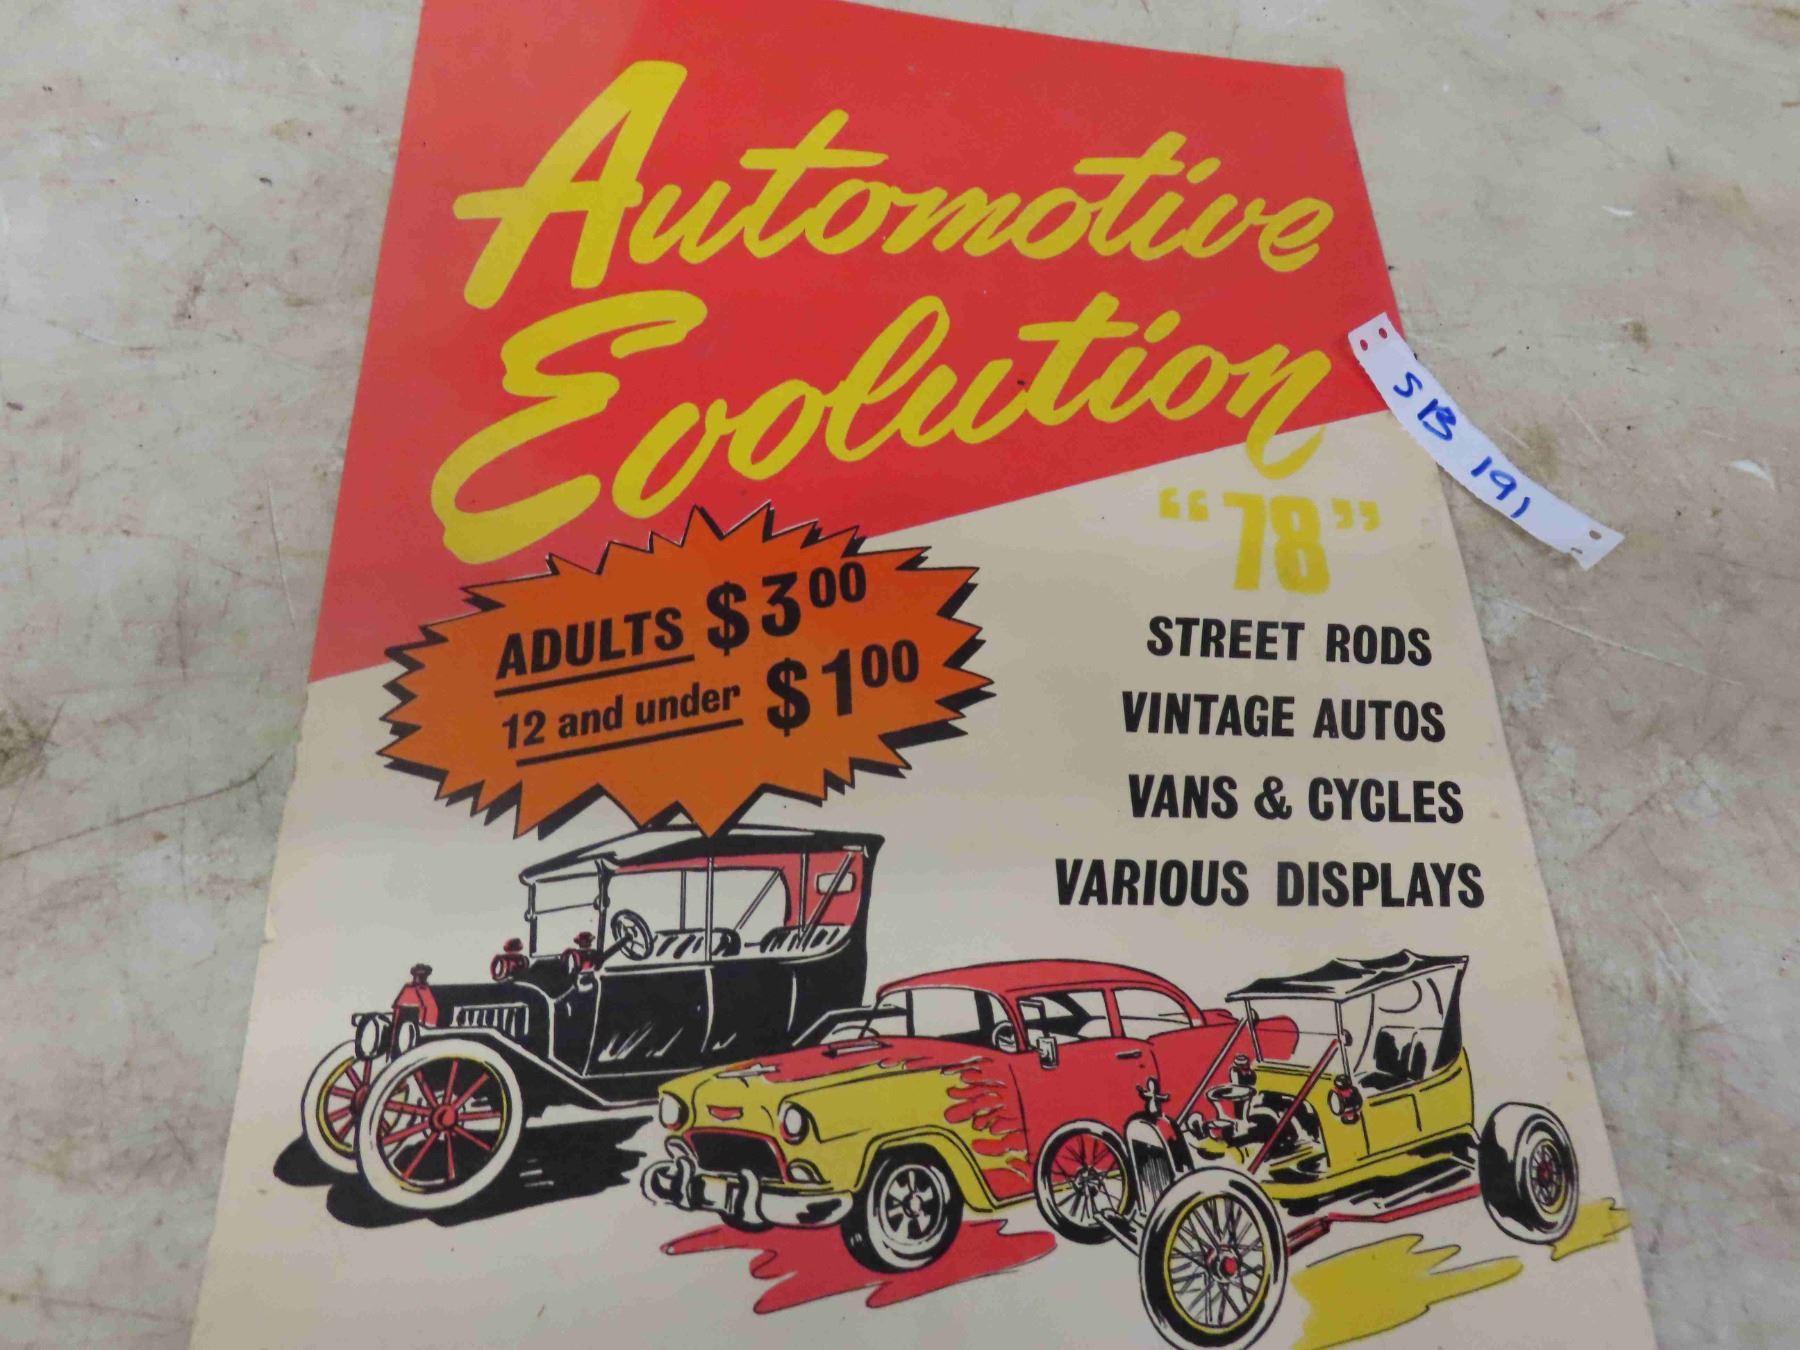 Automotive
Evolution
"78"
ADULTS $3.00
12 and under $1.00
STREET RODS
VINTAGE AUTOS
VANS & CYCLES
VARIOUS DISPLAYS
SB 191